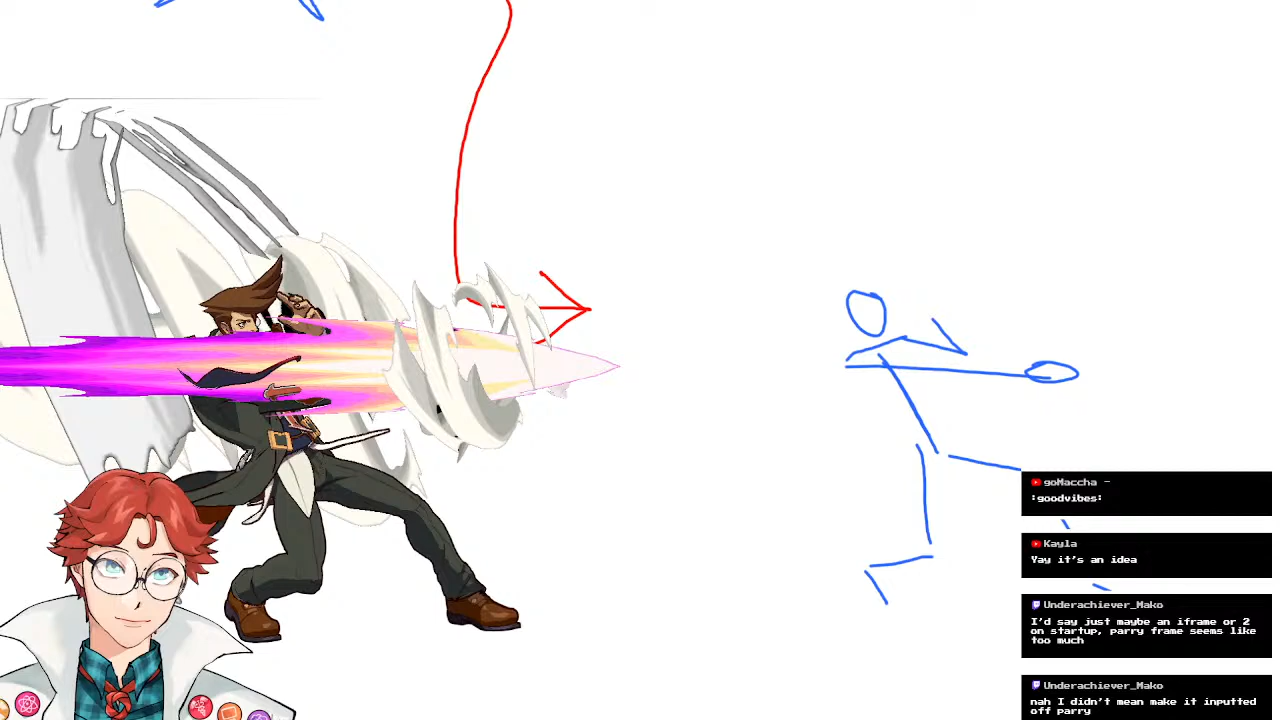 goMaccha -
:goodvibes:
Kayla
Yay it's an idea
Underachiever_Mako
I'd say just maybe an iframe or 2
on startup, parry frame seems like
too much
Underachiever_Mako
nah I didn't mean make it inputted
off parry